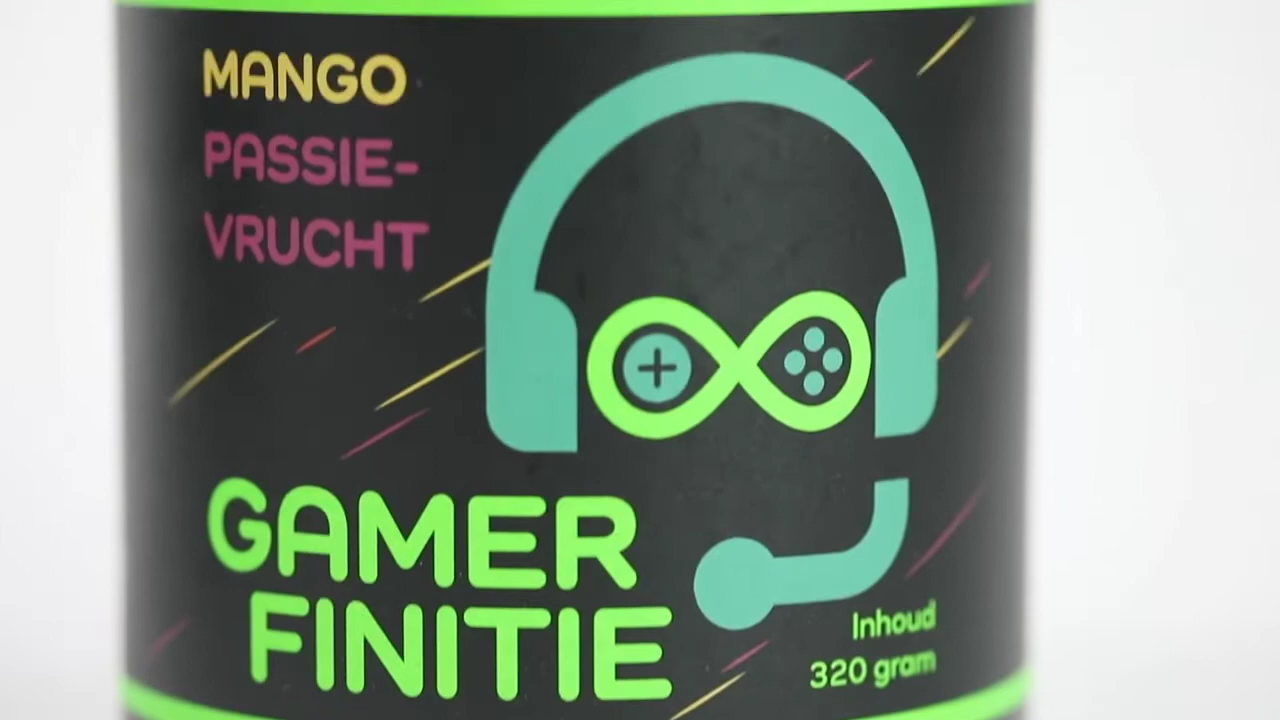 MANGO
PASSIE-
VRUCHT
GAMER
FINITIE
Inhoud
320 gram